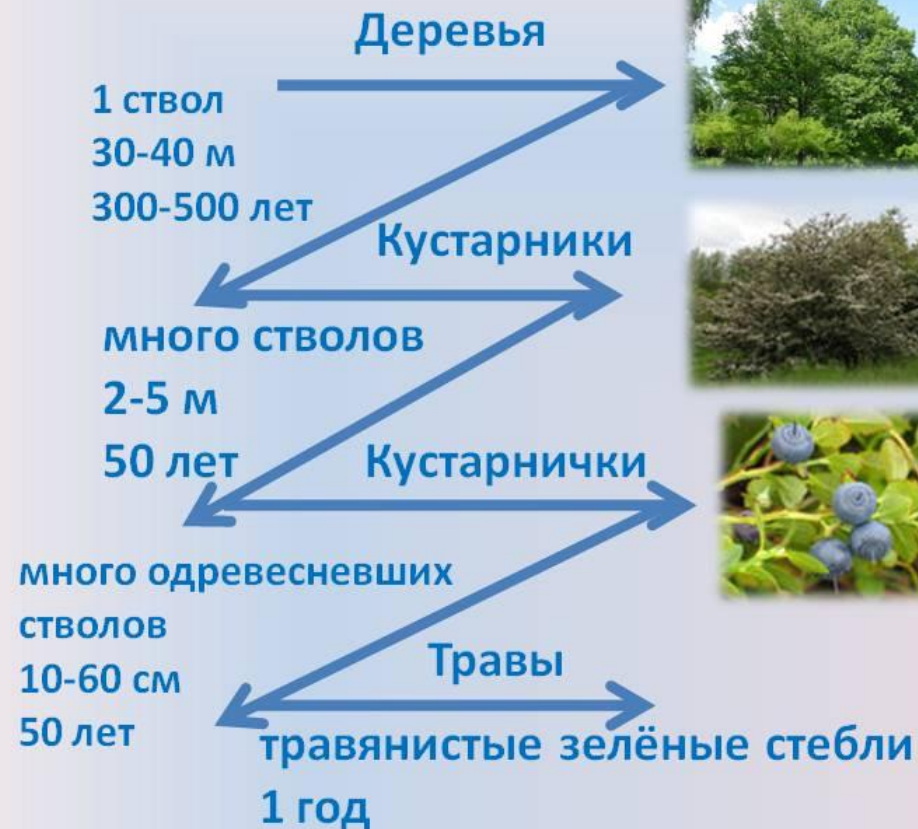 Деревья
1 ствол
30-40 м
300-500 лет
Кустарники
много стволов
2-5 м
50 лет
Кустарнички
много одревесневших
стволов
10-60 см
50 лет
Травы
травянистые зелёные стебли
1 год